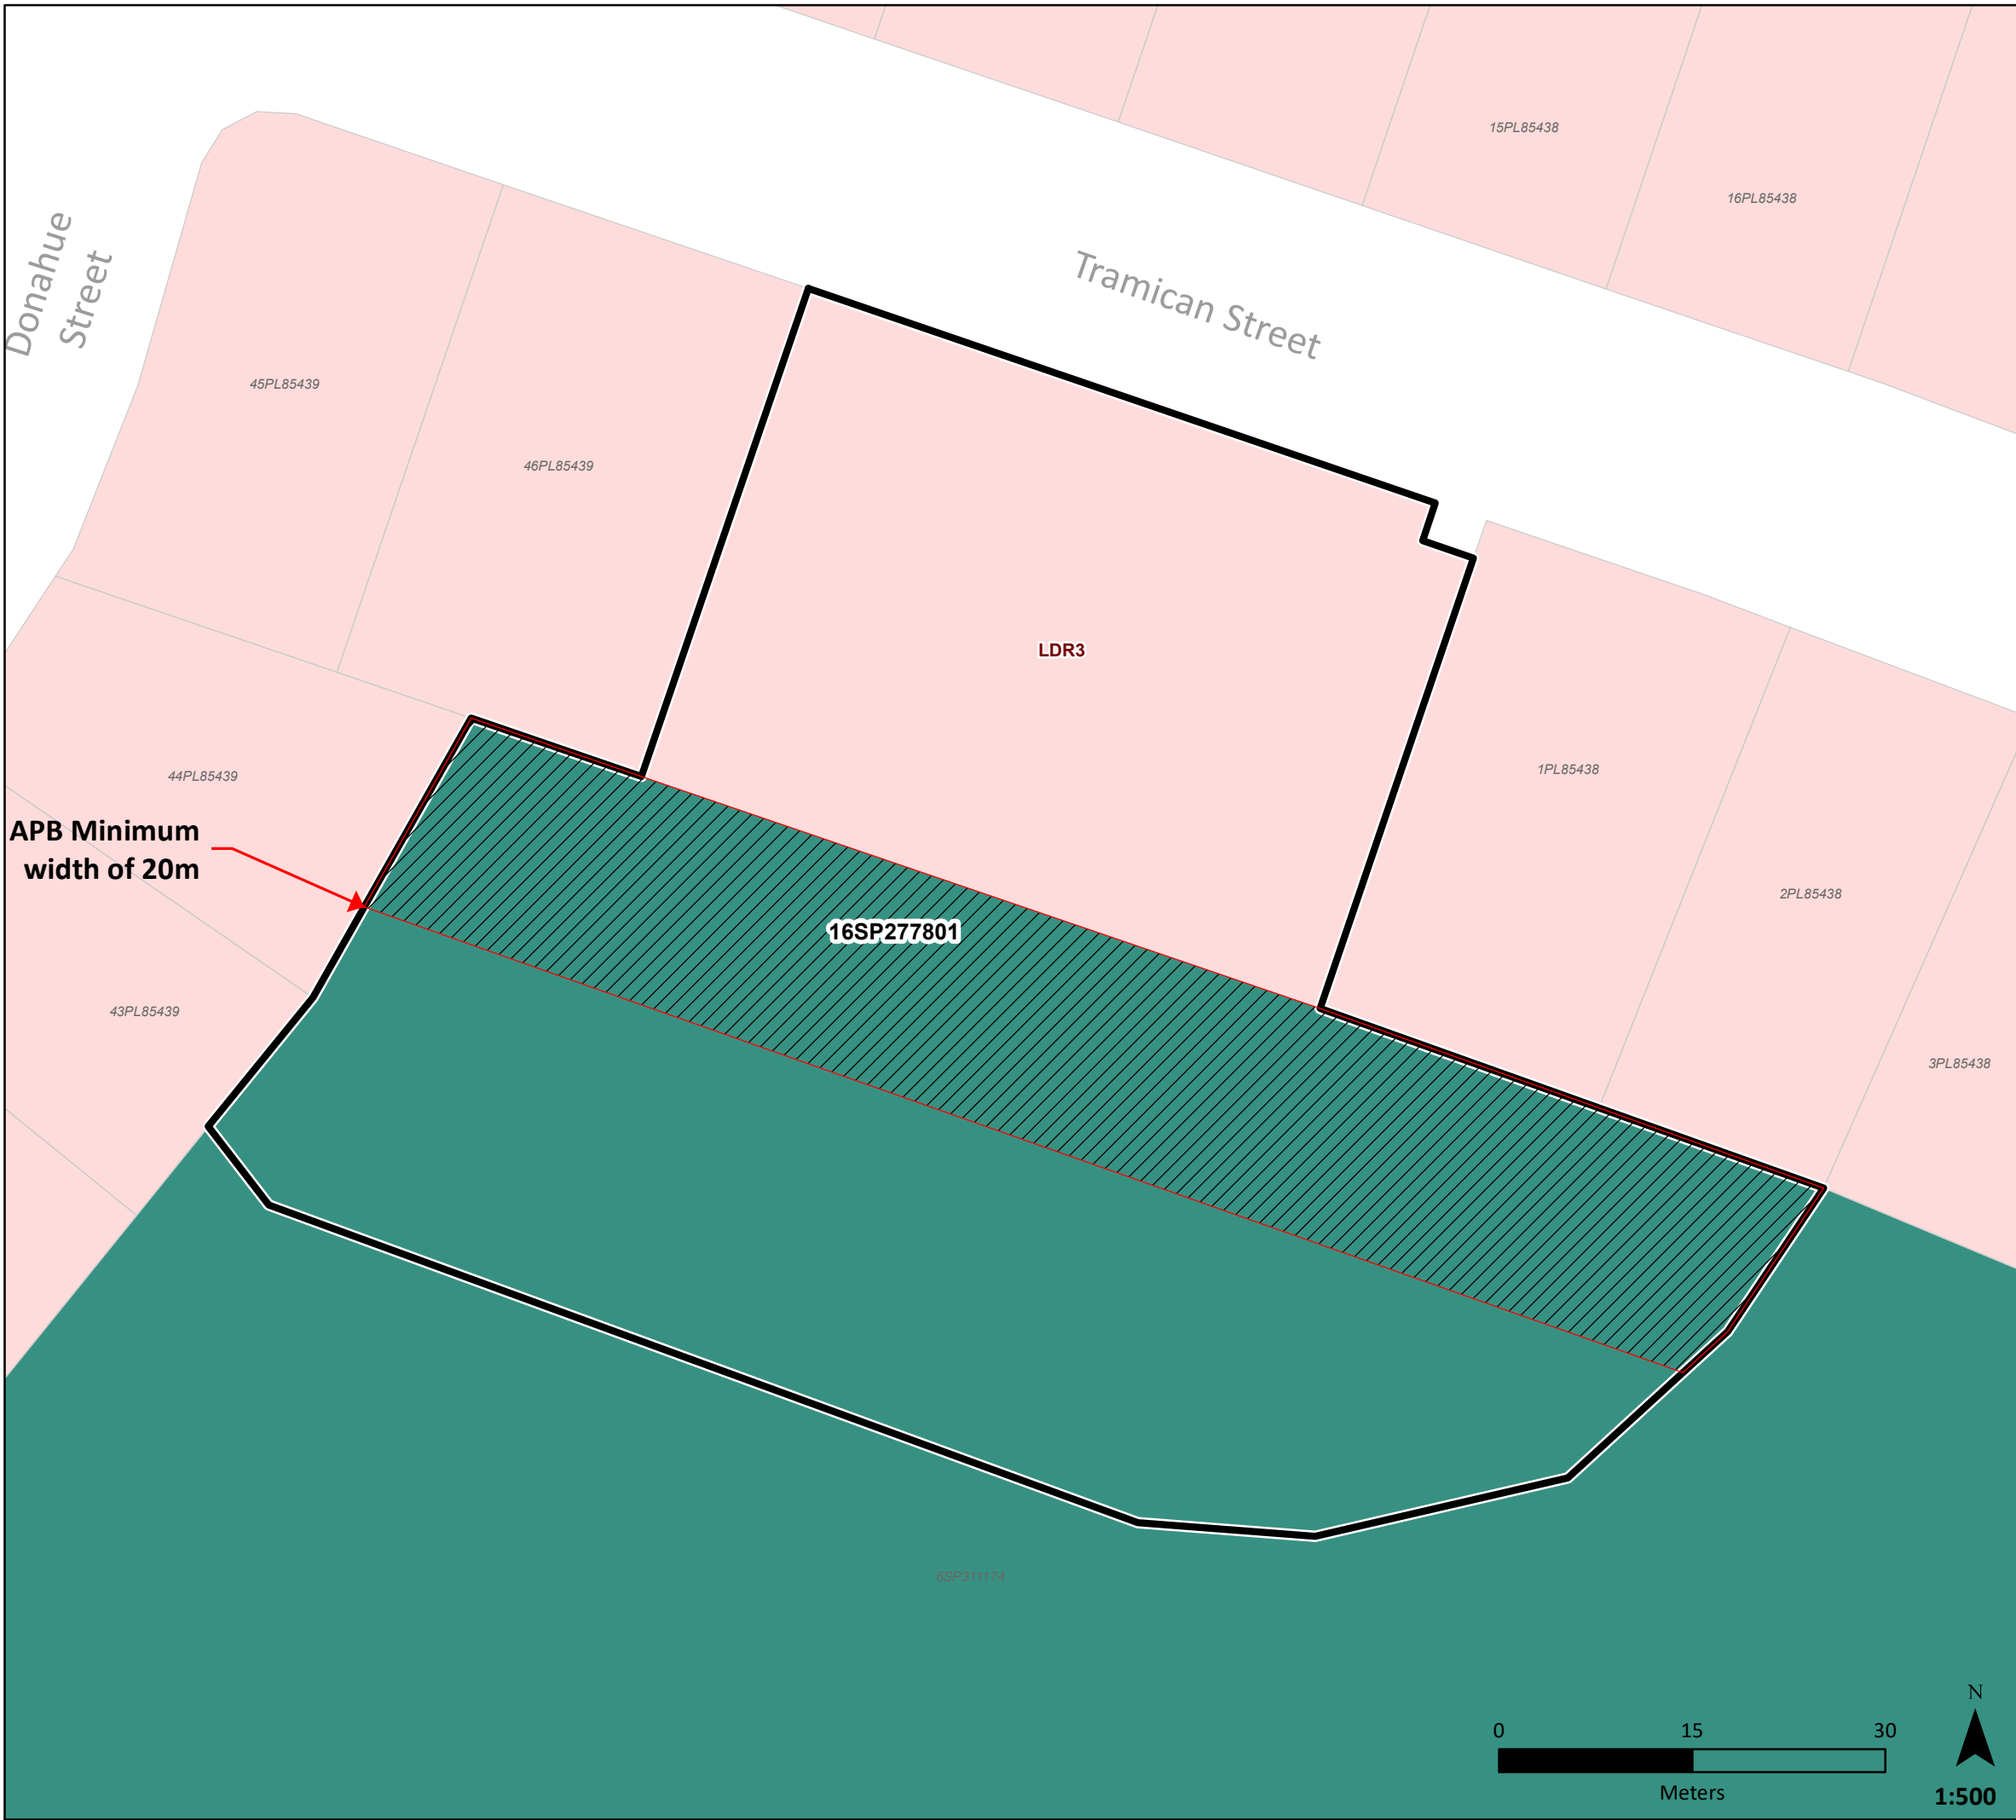 15PL85438
16PL85438
Donahue
Street
Tramican Street
45PL85439
46PL85439
LDR3
44PL85439
1PL85438
APB Minimum
width of 20m
2PL85438
16SP277801
43PL85439
3PL85438
6SP311174
N
0 15 30
Meters
1:500